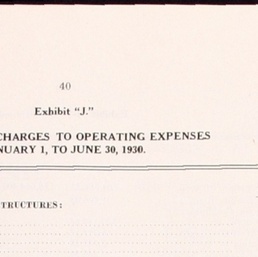 40
Exhibit "J."
CHARGES TO OPERATING EXPENSES
NUARY 1, TO JUNE 30, 1930.
TRUCTURES: